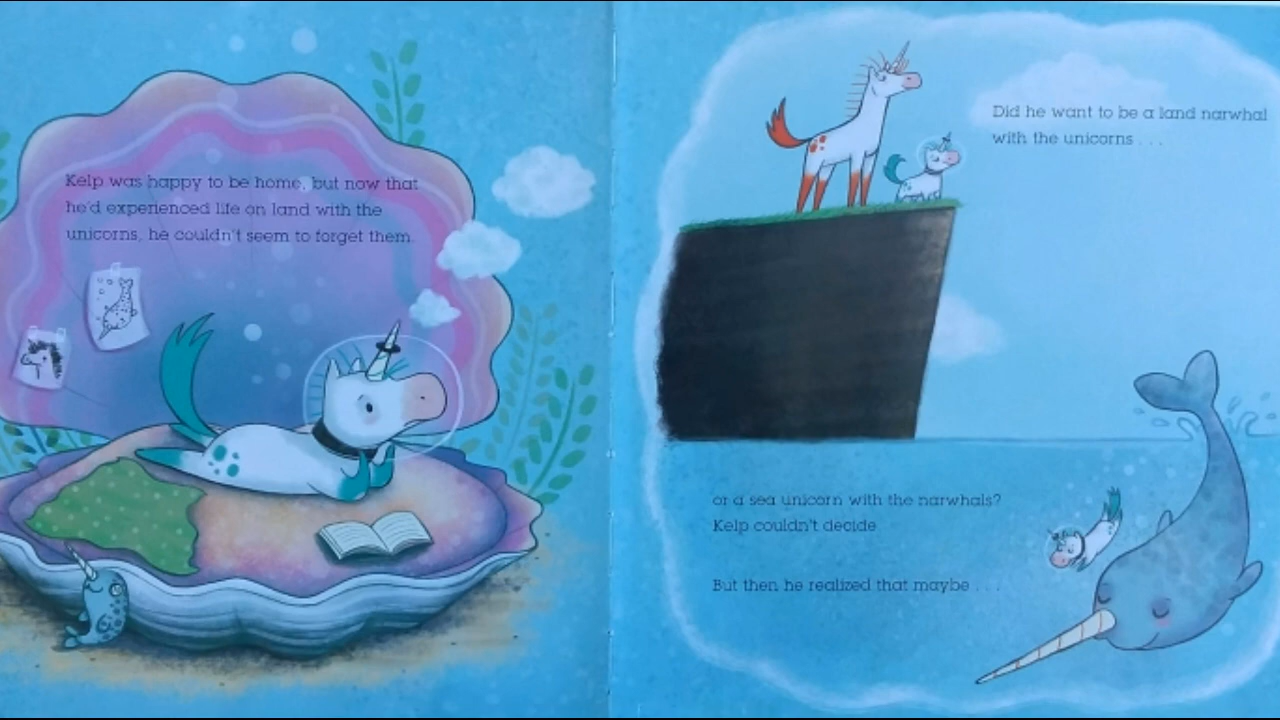 Kelp was happy to be home, but now that
he'd experienced life on land with the
unicorns, he couldn't seem to forget them.
Did he want to be a land narwhal
with the unicorns . . .
or a sea unicorn with the narwhals?
Kelp couldn't decide.
But then he realized that maybe . . .